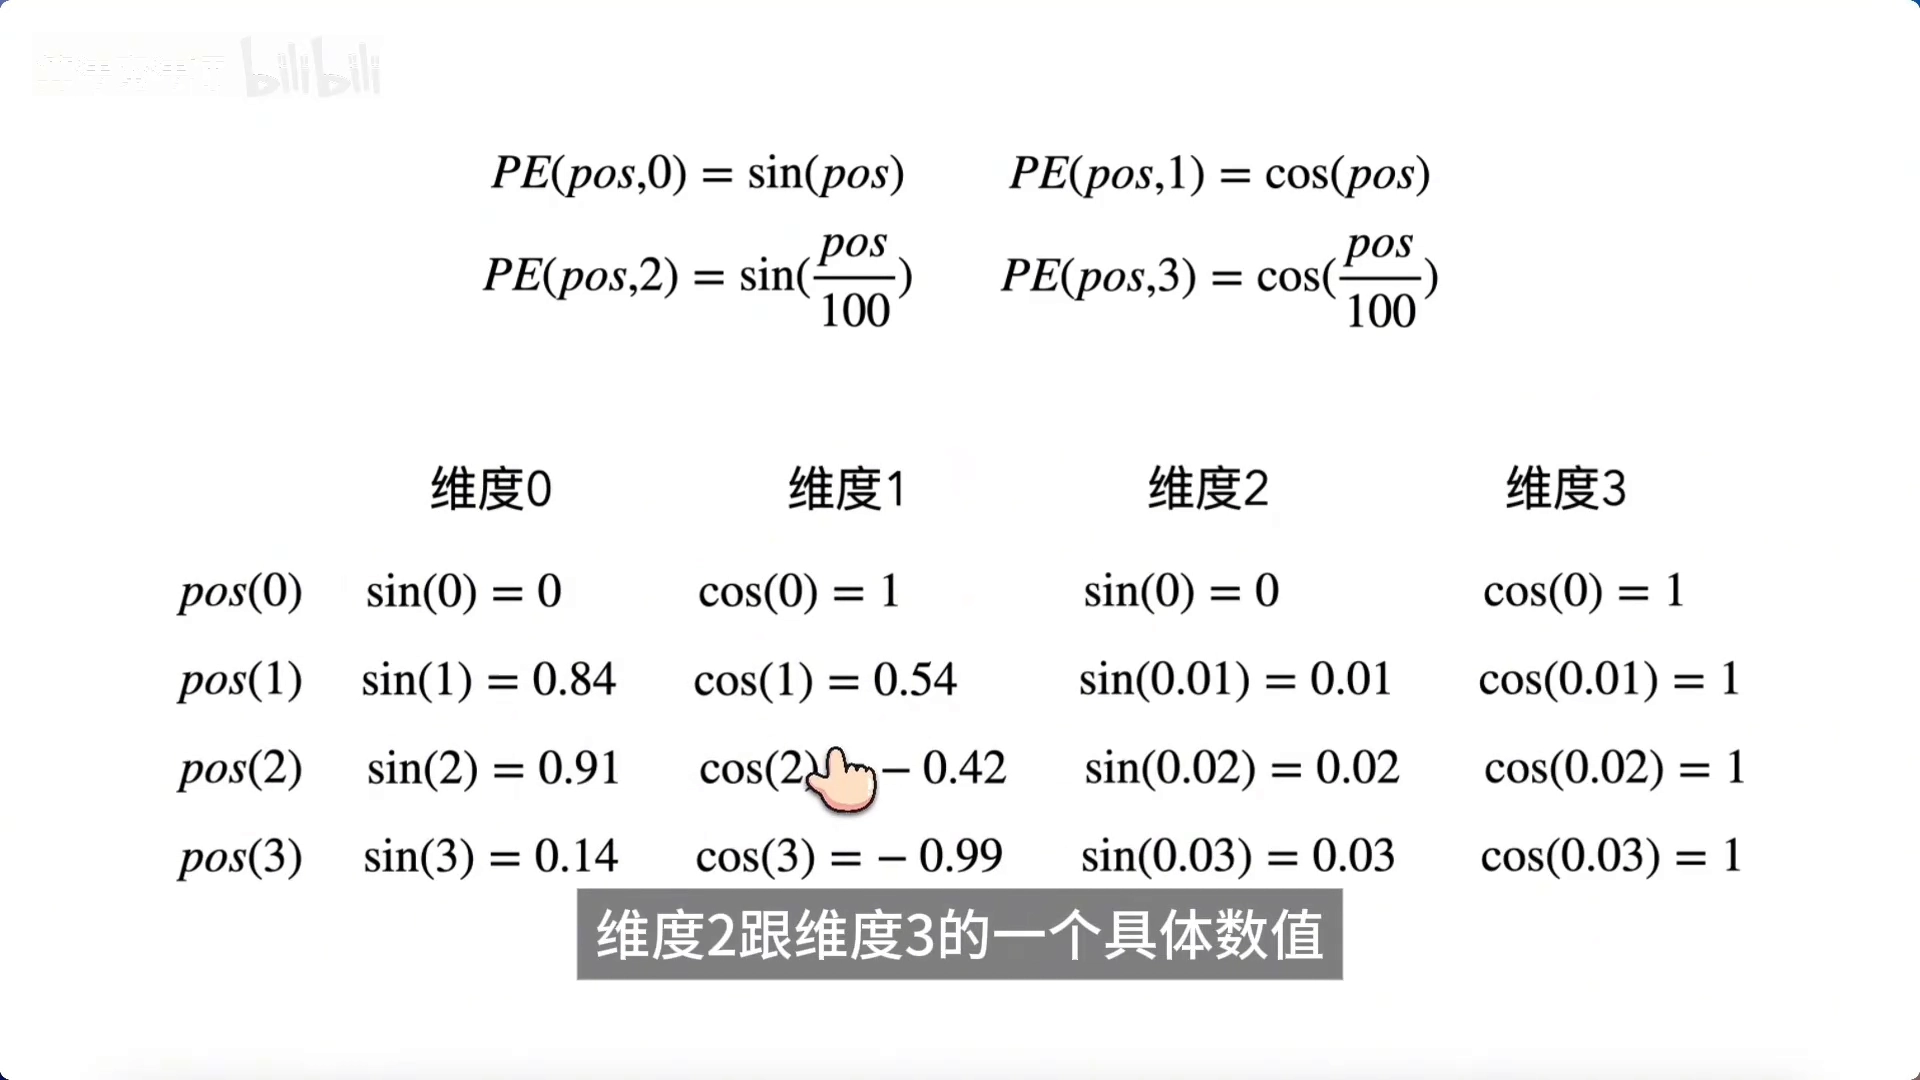 bilibili
PE(pos,0) = sin(pos) PE(pos,1) = cos(pos)
PE(pos,2) = sin(pos/100) PE(pos,3) = cos(pos/100)
维度0 维度1 维度2 维度3
pos(0) sin(0) = 0 cos(0) = 1 sin(0) = 0 cos(0) = 1
pos(1) sin(1) = 0.84 cos(1) = 0.54 sin(0.01) = 0.01 cos(0.01) = 1
pos(2) sin(2) = 0.91 cos(2) − 0.42 sin(0.02) = 0.02 cos(0.02) = 1
pos(3) sin(3) = 0.14 cos(3) = − 0.99 sin(0.03) = 0.03 cos(0.03) = 1
维度2跟维度3的一个具体数值